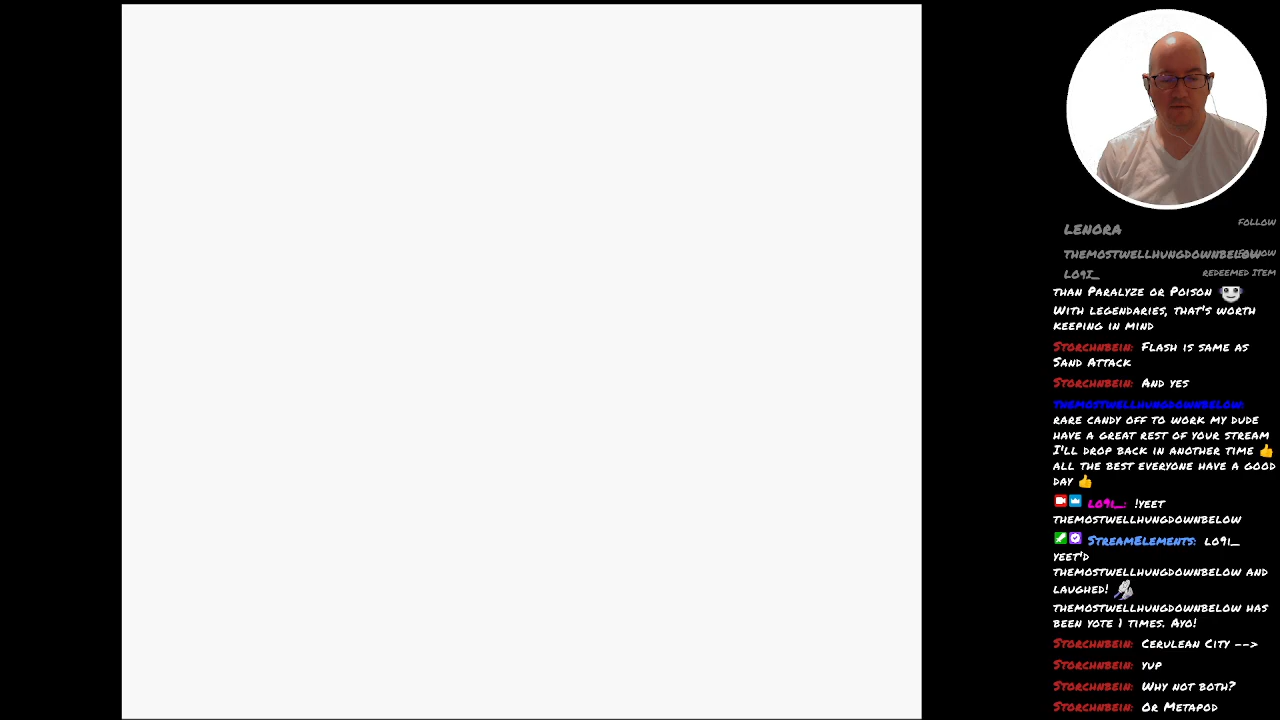 LENORA
FOLLOW
THEMOSTWELLHUNGDOWNBELOW
LO9I_
REDEEMED ITEM
THAN PARALYZE OR POISON
WITH LEGENDARIES, THAT'S WORTH
KEEPING IN MIND
STORCHNBEIN: FLASH IS SAME AS
SAND ATTACK
STORCHNBEIN: AND YES
THEMOSTWELLHUNGDOWNBELOW:
RARE CANDY OFF TO WORK MY DUDE
HAVE A GREAT REST OF YOUR STREAM
I'LL DROP BACK IN ANOTHER TIME 👍
ALL THE BEST EVERYONE HAVE A GOOD
DAY 👍
LO9I_: !YEET
THEMOSTWELLHUNGDOWNBELOW
STREAMELEMENTS: LO9I_
YEET'D
THEMOSTWELLHUNGDOWNBELOW AND
LAUGHED!
THEMOSTWELLHUNGDOWNBELOW HAS
BEEN YOTE 1 TIMES. AYO!
STORCHNBEIN: CERULEAN CITY -->
STORCHNBEIN: YUP
STORCHNBEIN: WHY NOT BOTH?
STORCHNBEIN: OR METAPOD